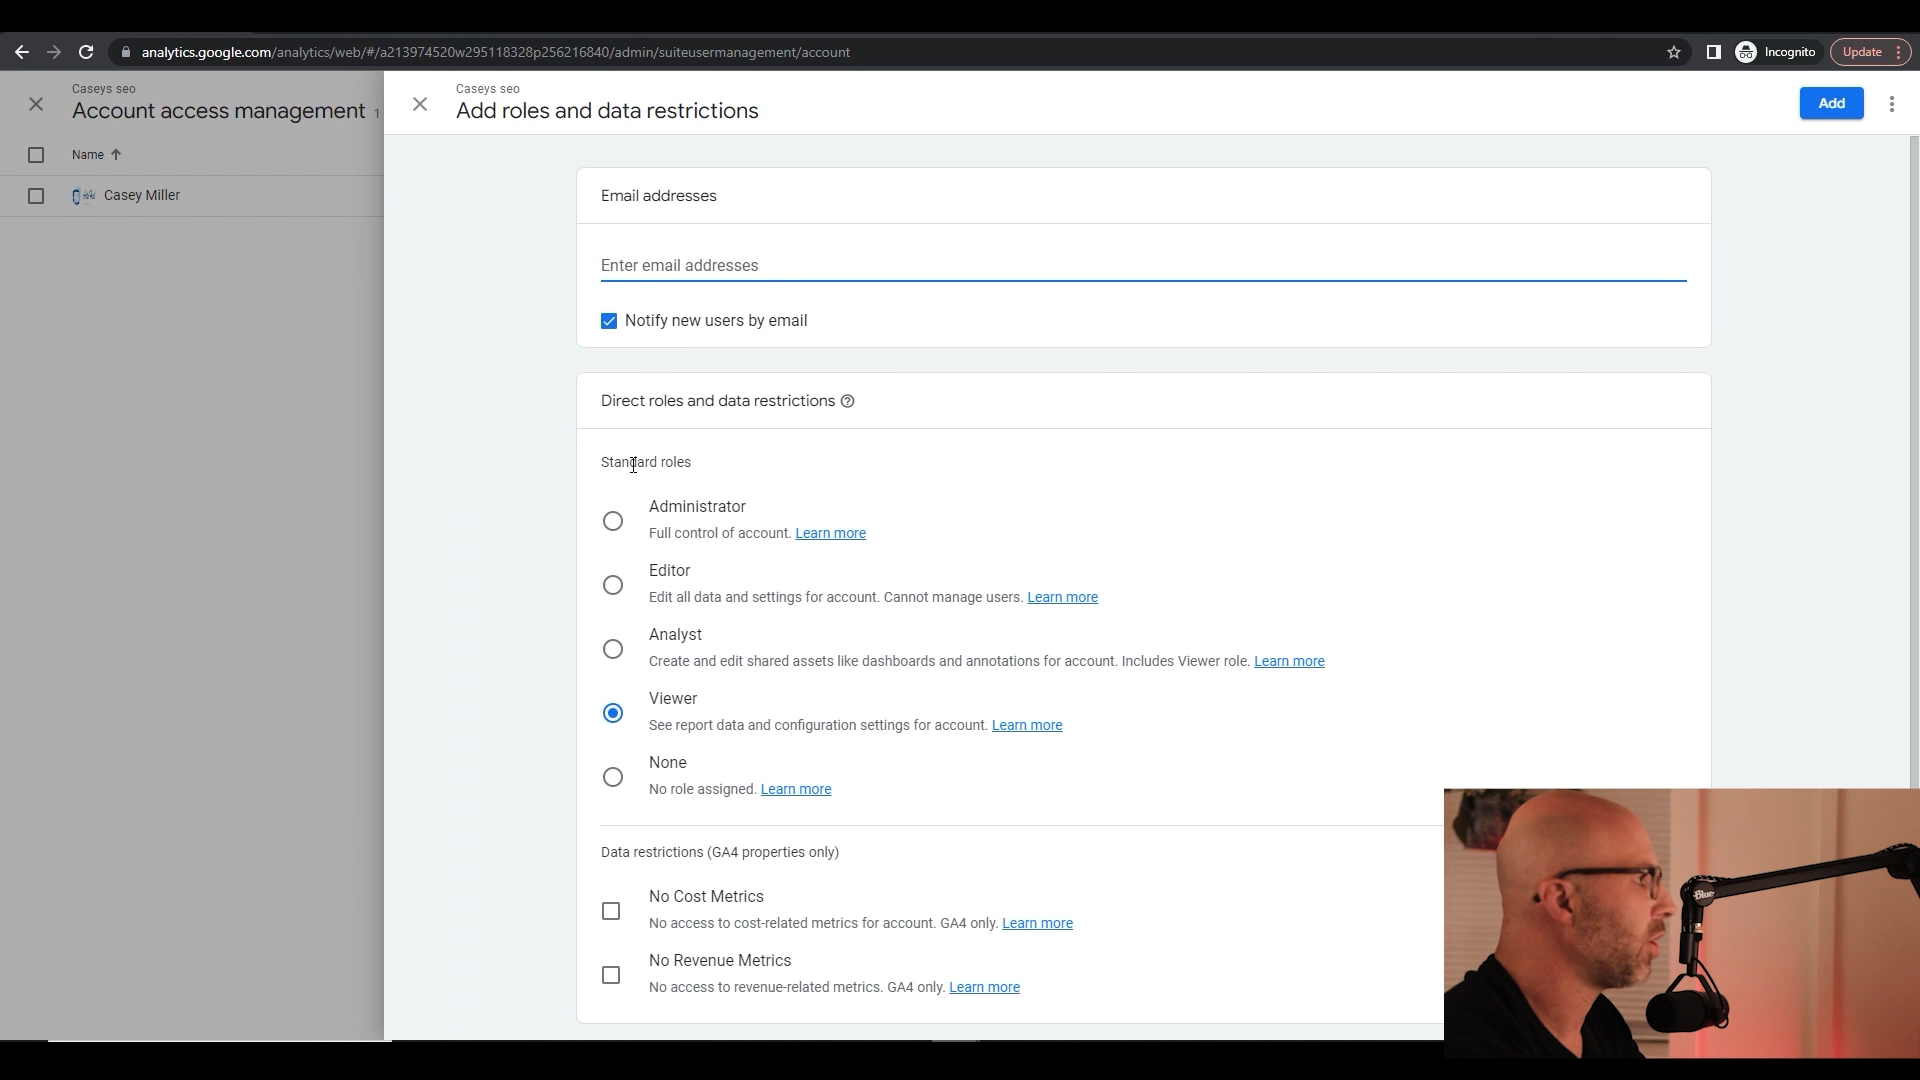 analytics.google.com/analytics/web/#/a213974520w295118328p256216840/admin/suiteusermanagement/account
Incognito
Update
Caseys seo
Account access management 1
Name
Casey Miller
Caseys seo
Add roles and data restrictions
Add
Email addresses
Enter email addresses
Notify new users by email
Direct roles and data restrictions
Standard roles
Administrator
Full control of account. Learn more
Editor
Edit all data and settings for account. Cannot manage users. Learn more
Analyst
Create and edit shared assets like dashboards and annotations for account. Includes Viewer role. Learn more
Viewer
See report data and configuration settings for account. Learn more
None
No role assigned. Learn more
Data restrictions (GA4 properties only)
No Cost Metrics
No access to cost-related metrics for account. GA4 only. Learn more
No Revenue Metrics
No access to revenue-related metrics. GA4 only. Learn more
Blue